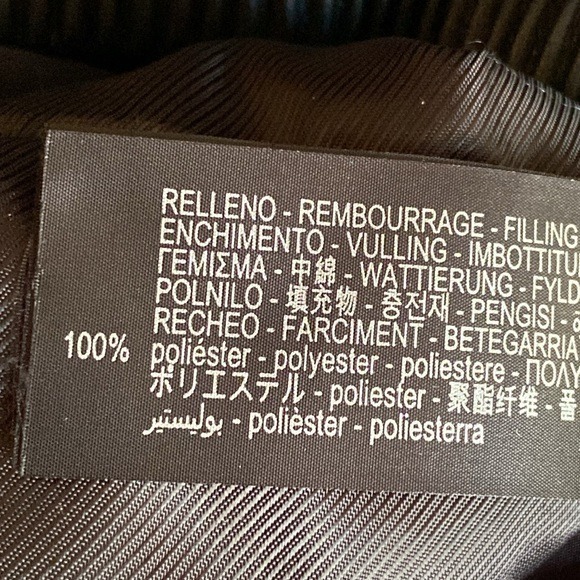 RELLENO - REMBOURRAGE - FILLING
ENCHIMENTO - VULLING - IMBOTTITU
ΓΕΜΙΣΜΑ - 中綿 - WATTIERUNG - FYLD
POLNILO - 填充物 - 충전재 - PENGISI -
RECHEO - FARCIMENT - BETEGARRIA
100% poliéster - polyester - poliestere - ΠΟΛΥ
ポリエステル - poliester - 聚酯纤维 - 폴
بوليستير - polièster - poliesterra